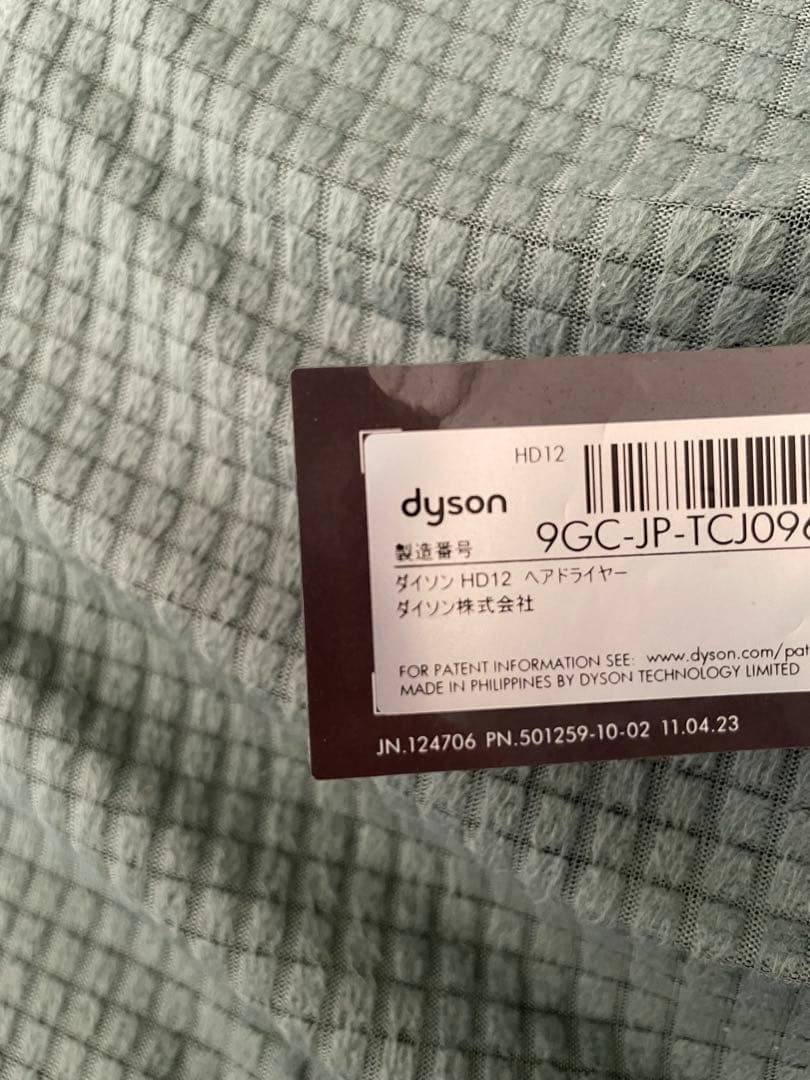 HD12
dyson
製造番号 9GC-JP-TCJ096
ダイソン HD12 ヘアドライヤー
ダイソン株式会社
FOR PATENT INFORMATION SEE: www.dyson.com/pat
MADE IN PHILIPPINES BY DYSON TECHNOLOGY LIMITED
JN.124706 PN.501259-10-02 11.04.23